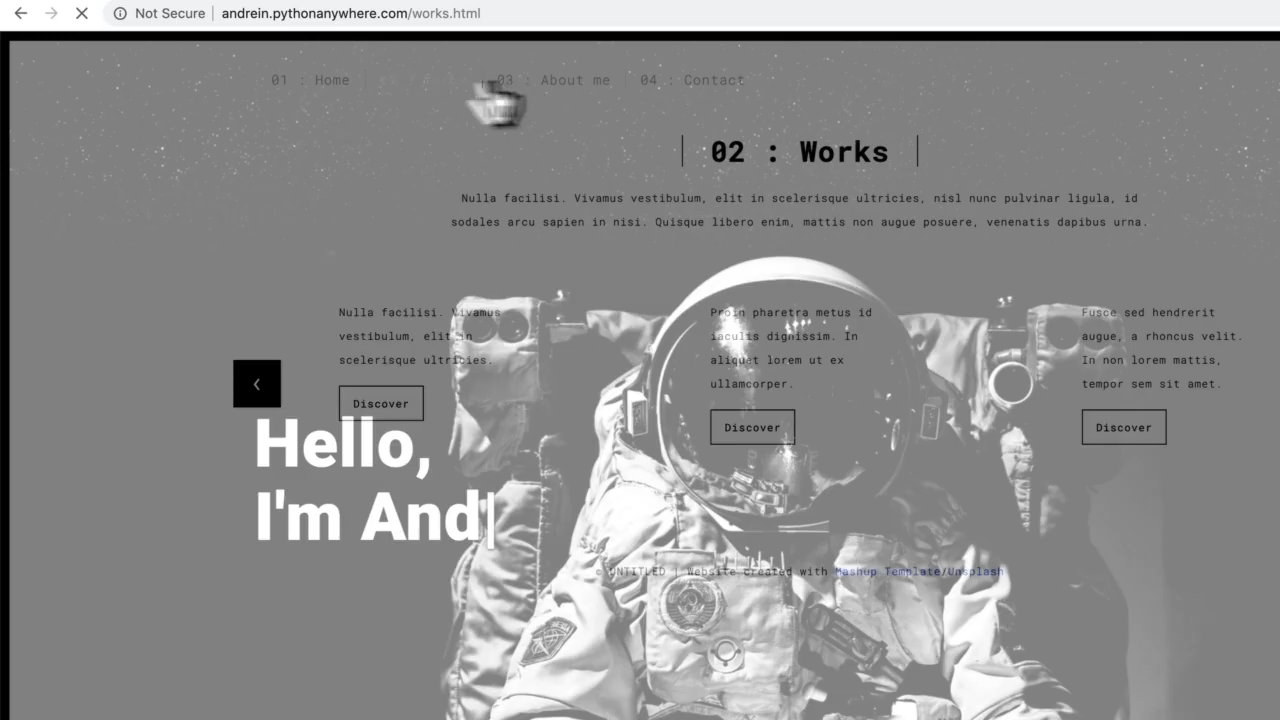 Not Secure | andrein.pythonanywhere.com/works.html
01 : Home 03 : About me 04 : Contact
02 : Works
Nulla facilisi. Vivamus vestibulum, elit in scelerisque ultricies, nisl nunc pulvinar ligula, id
sodales arcu sapien in nisi. Quisque libero enim, mattis non augue posuere, venenatis dapibus urna.
Nulla facilisi. Vivamus
vestibulum, elit in
scelerisque ultricies.
Discover
Proin pharetra metus id
iaculis dignissim. In
aliquet lorem ut ex
ullamcorper.
Discover
Fusce sed hendrerit
augue, a rhoncus velit.
In non lorem mattis,
tempor sem sit amet.
Discover
Hello,
I'm And|
© UNTITLED | Website created with Mashup Template/Unsplash